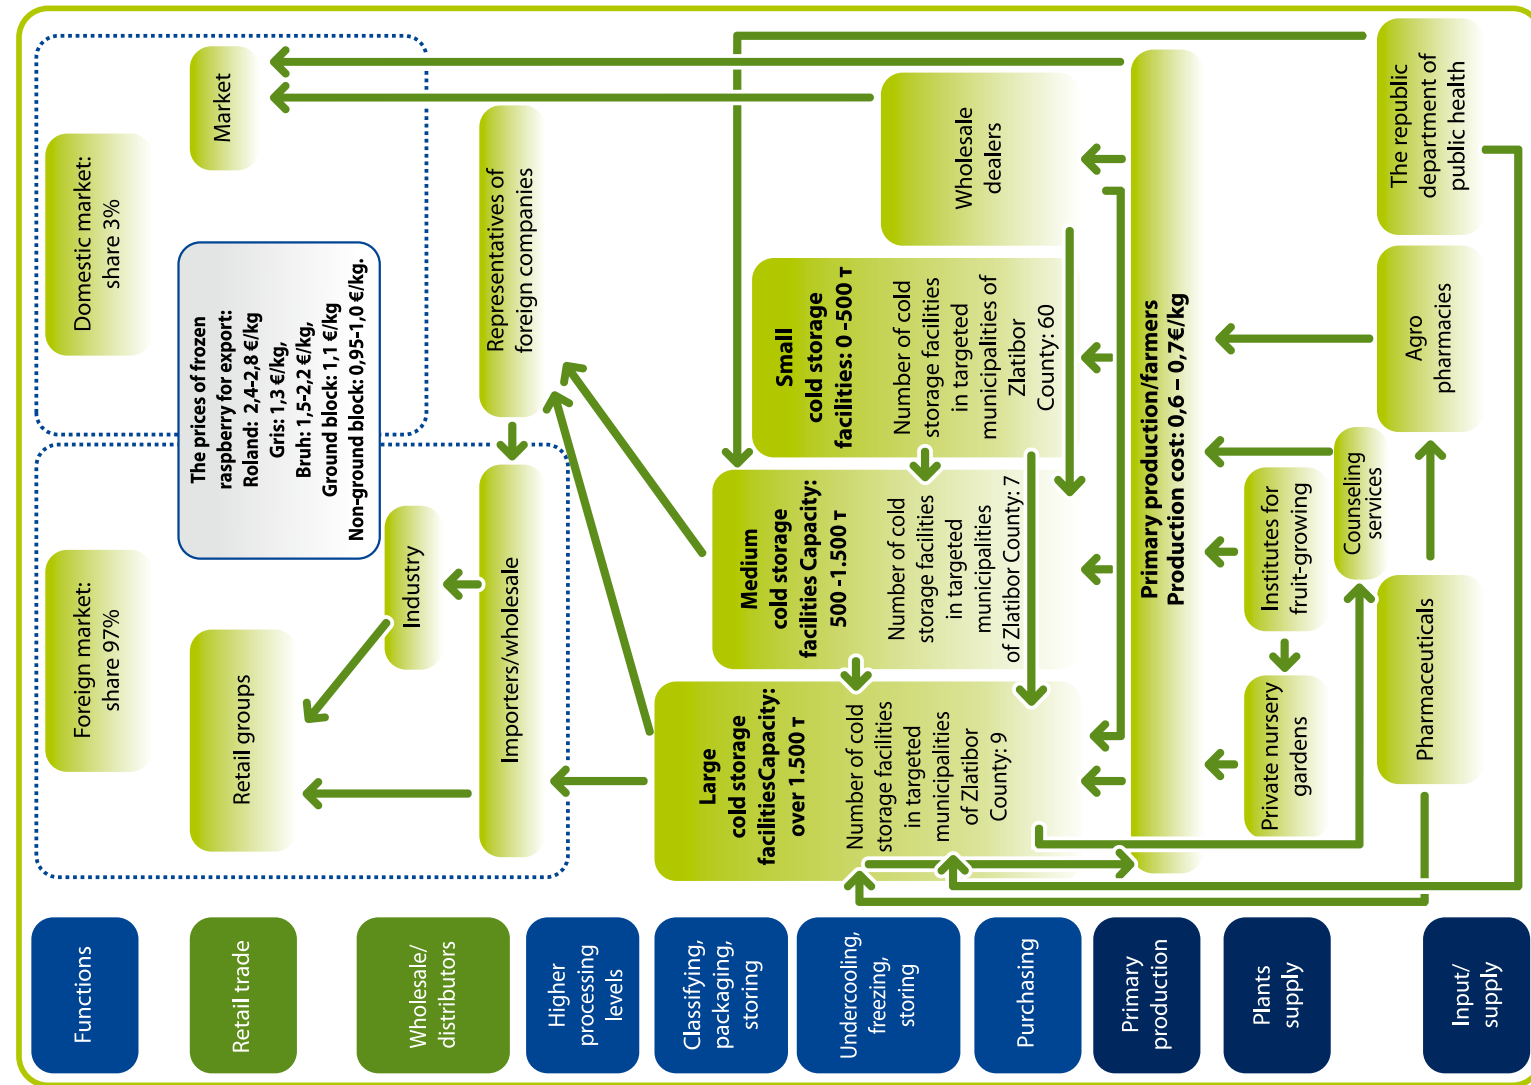 Functions
Retail trade
Wholesale/
distributors
Higher
processing
levels
Classifying,
packaging,
storing
Undercooling,
freezing,
storing
Purchasing
Primary
production
Plants
supply
Input/
supply
Foreign market:
share 97%
Domestic market:
share 3%
Retail groups
Market
The prices of frozen
raspberry for export:
Roland: 2,4-2,8 €/kg
Gris: 1,3 €/kg,
Bruh: 1,5-2,2 €/kg,
Ground block: 1,1 €/kg
Non-ground block: 0,95-1,0 €/kg.
Industry
Importers/wholesale
Representatives of
foreign companies
Large
cold storage
facilitiesCapacity:
over 1.500 т
Number of cold
storage facilities
in targeted
municipalities
of Zlatibor
County: 9
Medium
cold storage
facilities Capacity:
500 -1.500 т
Number of cold
storage facilities
in targeted
municipalities
of Zlatibor County: 7
Small
cold storage
facilities: 0 -500 т
Number of cold
storage facilities
in targeted
municipalities of
Zlatibor
County: 60
Wholesale
dealers
Primary production/farmers
Production cost: 0,6 – 0,7€/kg
Private nursery
gardens
Institutes for
fruit-growing
Counseling
services
Pharmaceuticals
Agro
pharmacies
The republic
department of
public health